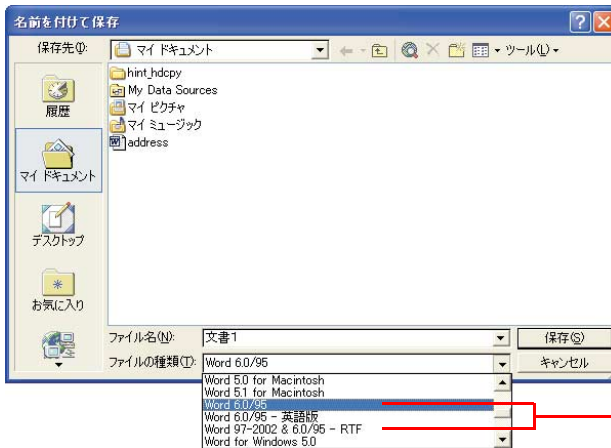 名前を付けて保存
保存先(I):
マイ ドキュメント
ツール(L)
hint_hdcpy
My Data Sources
マイ ピクチャ
マイ ミュージック
address
履歴
マイ ドキュメント
デスクトップ
お気に入り
ファイル名(N):
文書1
保存(S)
ファイルの種類(T):
Word 6.0/95
キャンセル
Word 5.0 for Macintosh
Word 5.1 for Macintosh
Word 6.0/95
Word 6.0/95 - 英語版
Word 97-2002 & 6.0/95 - RTF
Word for Windows 5.0